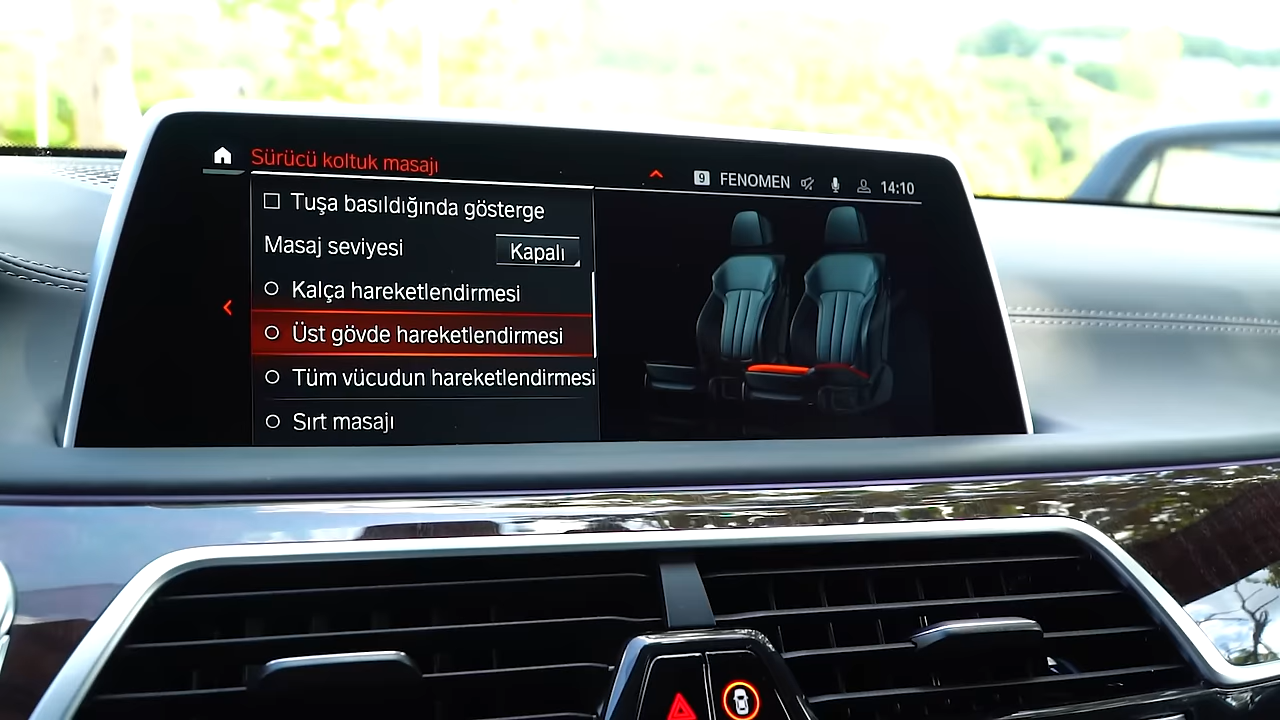 Sürücü koltuk masajı
9 FENOMEN 14:10
Tuşa basıldığında gösterge
Masaj seviyesi Kapalı
Kalça hareketlendirmesi
Üst gövde hareketlendirmesi
Tüm vücudun hareketlendirmesi
Sırt masajı